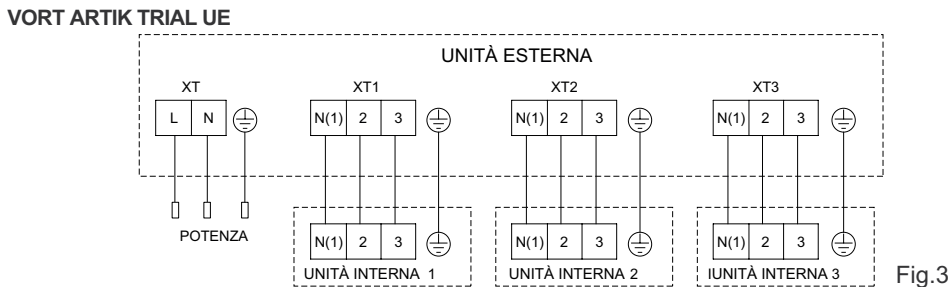 VORT ARTIK TRIAL UE
UNITÀ ESTERNA
XT XT1 XT2 XT3
L N N(1) 2 3 N(1) 2 3 N(1) 2 3
POTENZA
N(1) 2 3 N(1) 2 3 N(1) 2 3
UNITÀ INTERNA 1 UNITÀ INTERNA 2 IUNITÀ INTERNA 3 Fig.3